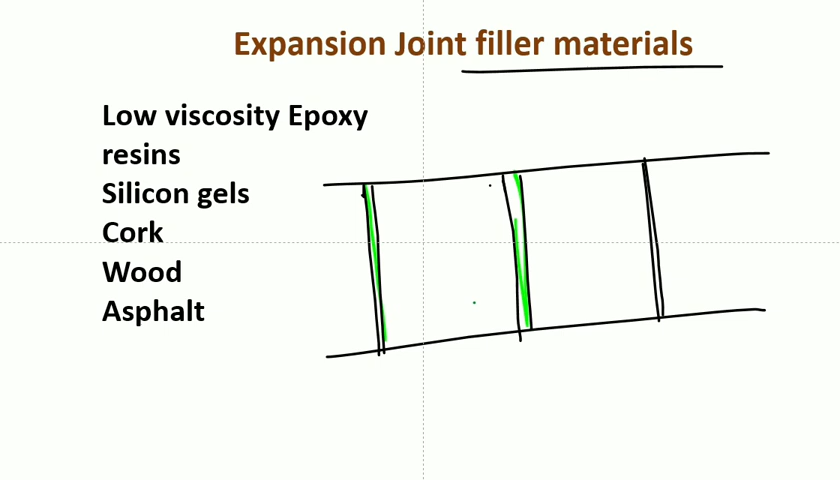 Expansion Joint filler materials
Low viscosity Epoxy
resins
Silicon gels
Cork
Wood
Asphalt